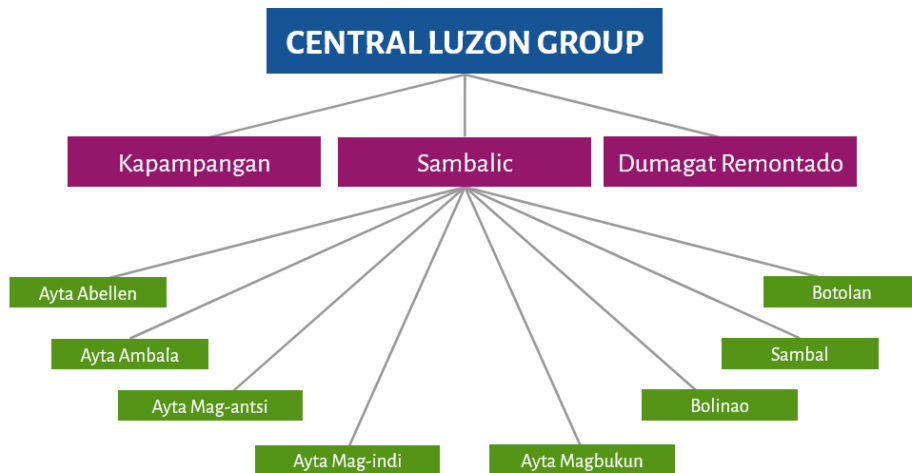 CENTRAL LUZON GROUP
Kapampangan
Sambalic
Dumagat Remontado
Ayta Abellen
Botolan
Ayta Ambala
Sambal
Ayta Mag-antsi
Bolinao
Ayta Mag-indi
Ayta Magbukun